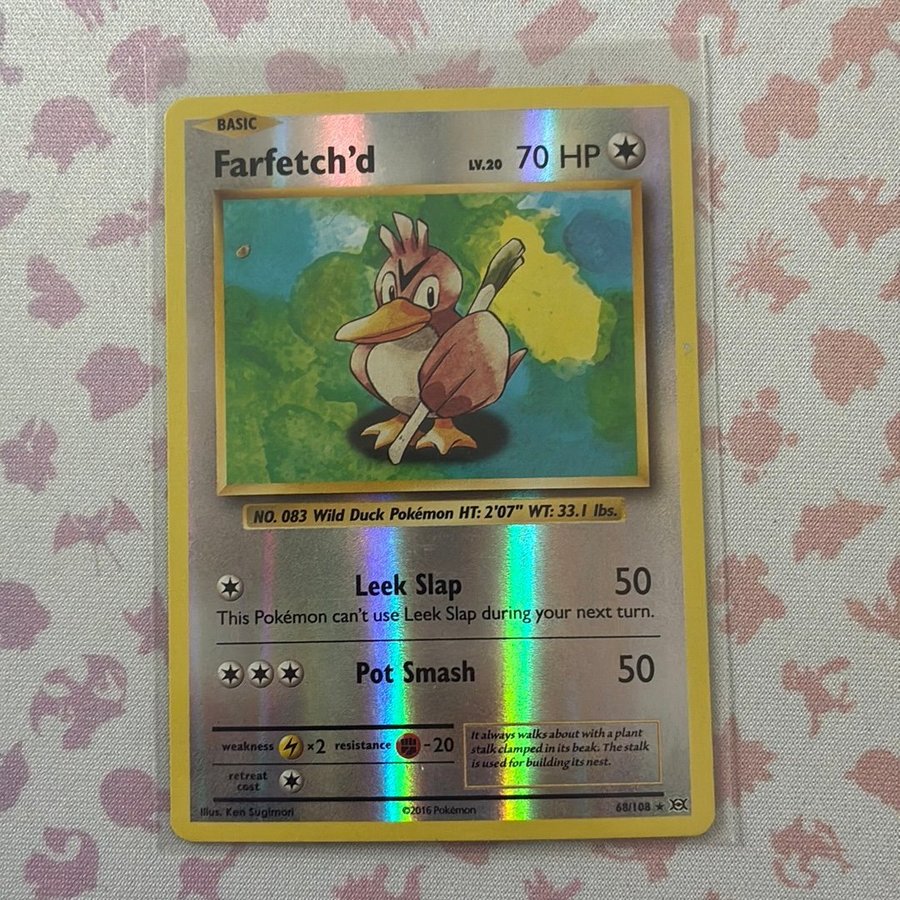 BASIC
Farfetch'd LV.20 70 HP
NO. 083 Wild Duck Pokémon HT: 2'07" WT: 33.1 lbs.
Leek Slap 50
This Pokémon can't use Leek Slap during your next turn.
Pot Smash 50
weakness ×2 resistance -20
retreat cost
It always walks about with a plant
stalk clamped in its beak. The stalk
is used for building its nest.
Illus. Ken Sugimori ©2016 Pokémon 68/108 ★